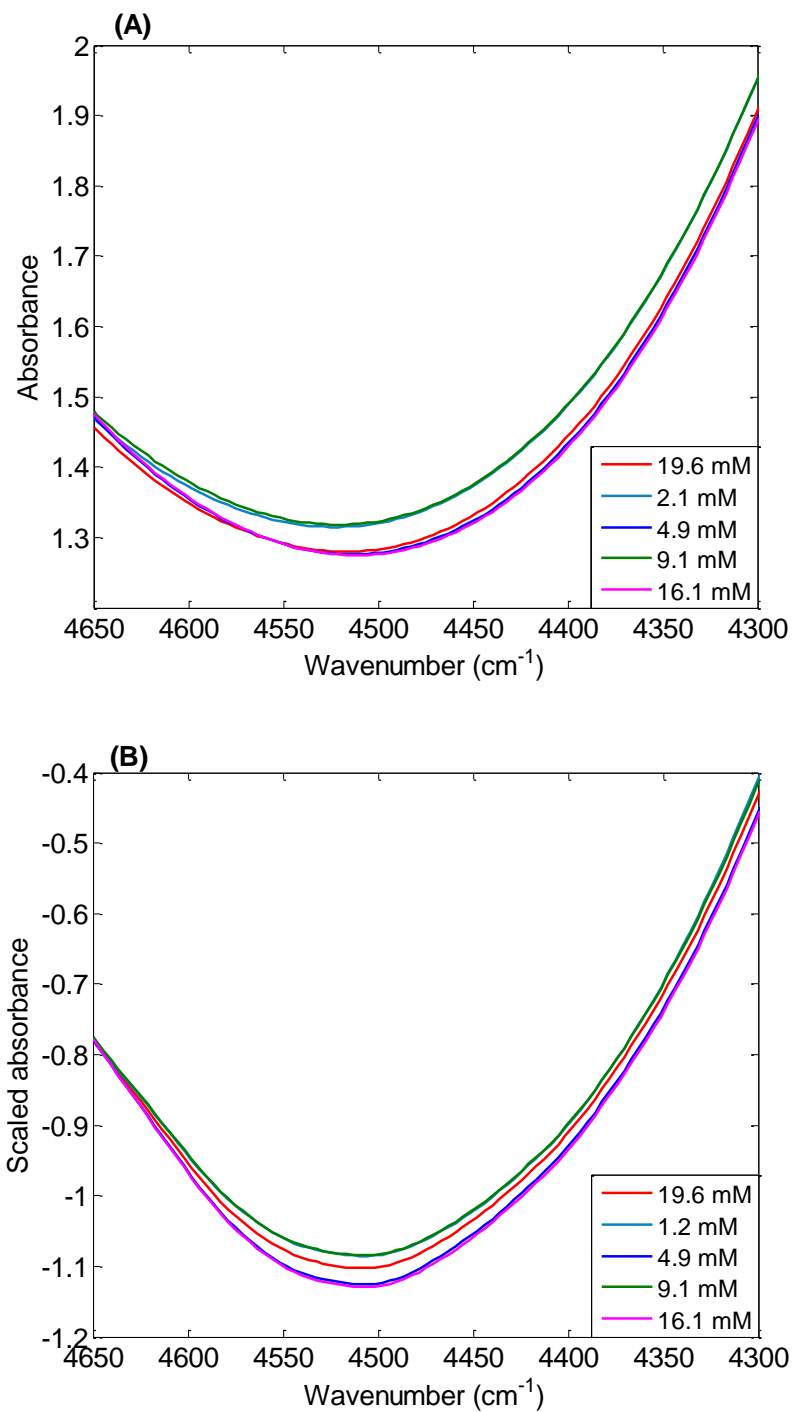 (A)
2
1.9
1.8
1.7
1.6
1.5
1.4
1.3
Absorbance
19.6 mM
2.1 mM
4.9 mM
9.1 mM
16.1 mM
4650 4600 4550 4500 4450 4400 4350 4300
Wavenumber (cm⁻¹)
(B)
-0.4
-0.5
-0.6
-0.7
-0.8
-0.9
-1
-1.1
-1.2
Scaled absorbance
19.6 mM
1.2 mM
4.9 mM
9.1 mM
16.1 mM
4650 4600 4550 4500 4450 4400 4350 4300
Wavenumber (cm⁻¹)